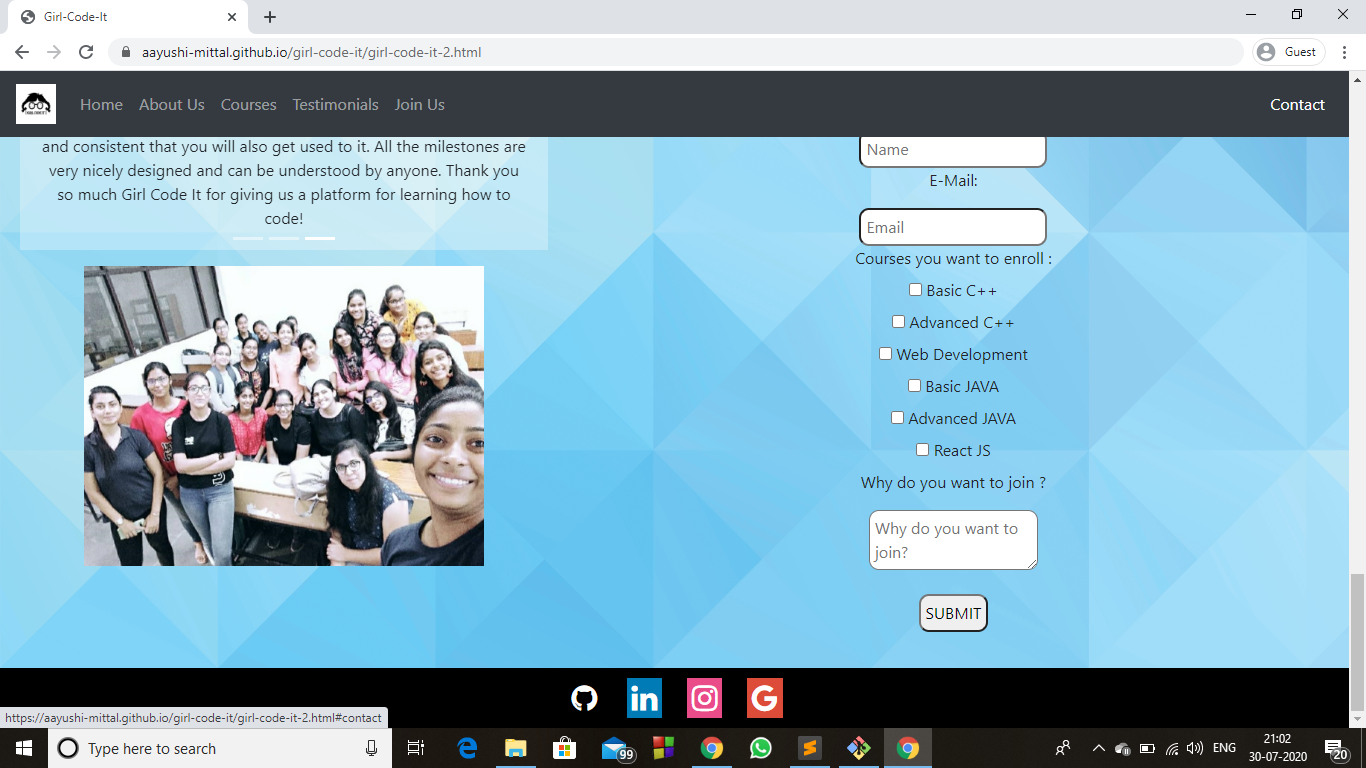 Girl-Code-It
aayushi-mittal.github.io/girl-code-it/girl-code-it-2.html
Guest
Home About Us Courses Testimonials Join Us Contact
and consistent that you will also get used to it. All the milestones are
very nicely designed and can be understood by anyone. Thank you
so much Girl Code It for giving us a platform for learning how to
code!
Name
E-Mail:
Email
Courses you want to enroll :
Basic C++
Advanced C++
Web Development
Basic JAVA
Advanced JAVA
React JS
Why do you want to join ?
Why do you want to
join?
SUBMIT
in
G
https://aayushi-mittal.github.io/girl-code-it/girl-code-it-2.html#contact
Type here to search
99
ENG
21:02
30-07-2020
20